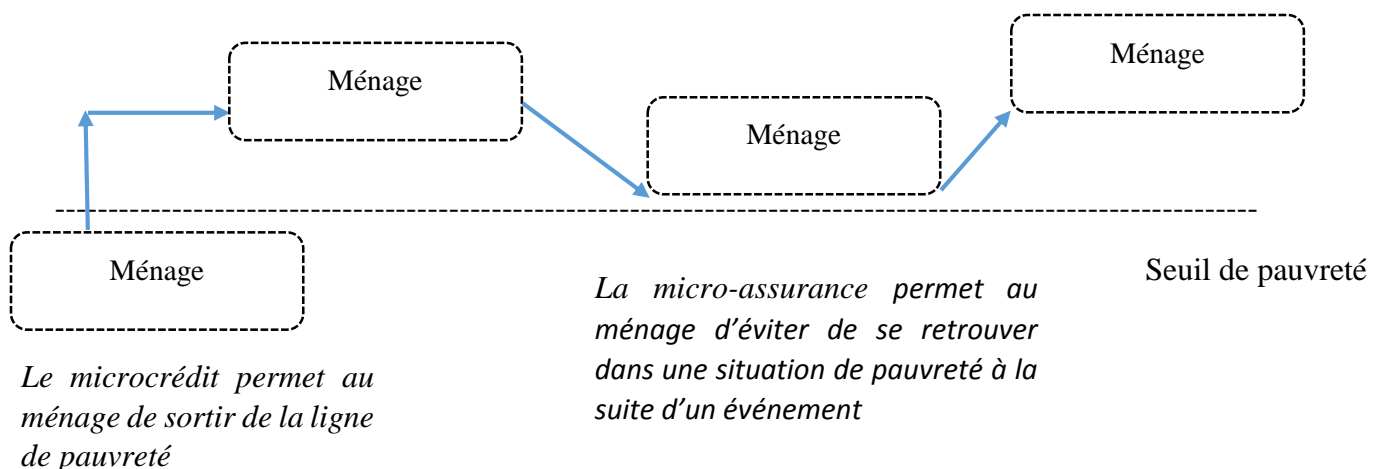 Ménage
Ménage
Ménage
Ménage
Seuil de pauvreté
Le microcrédit permet au
ménage de sortir de la ligne
de pauvreté
La micro-assurance permet au
ménage d’éviter de se retrouver
dans une situation de pauvreté à la
suite d’un événement